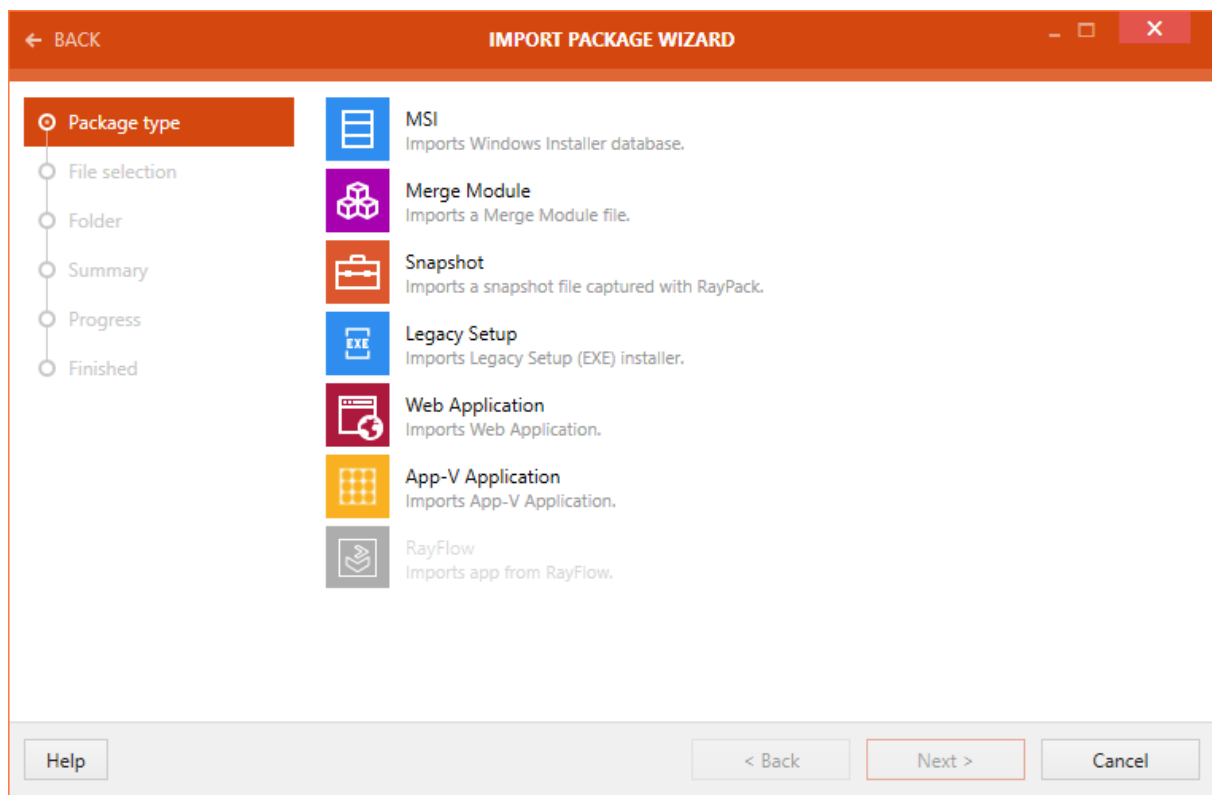 ← BACK
IMPORT PACKAGE WIZARD
Package type
File selection
Folder
Summary
Progress
Finished
MSI
Imports Windows Installer database.
Merge Module
Imports a Merge Module file.
Snapshot
Imports a snapshot file captured with RayPack.
EXE
Legacy Setup
Imports Legacy Setup (EXE) installer.
Web Application
Imports Web Application.
App-V Application
Imports App-V Application.
RayFlow
Imports app from RayFlow.
Help
< Back
Next >
Cancel